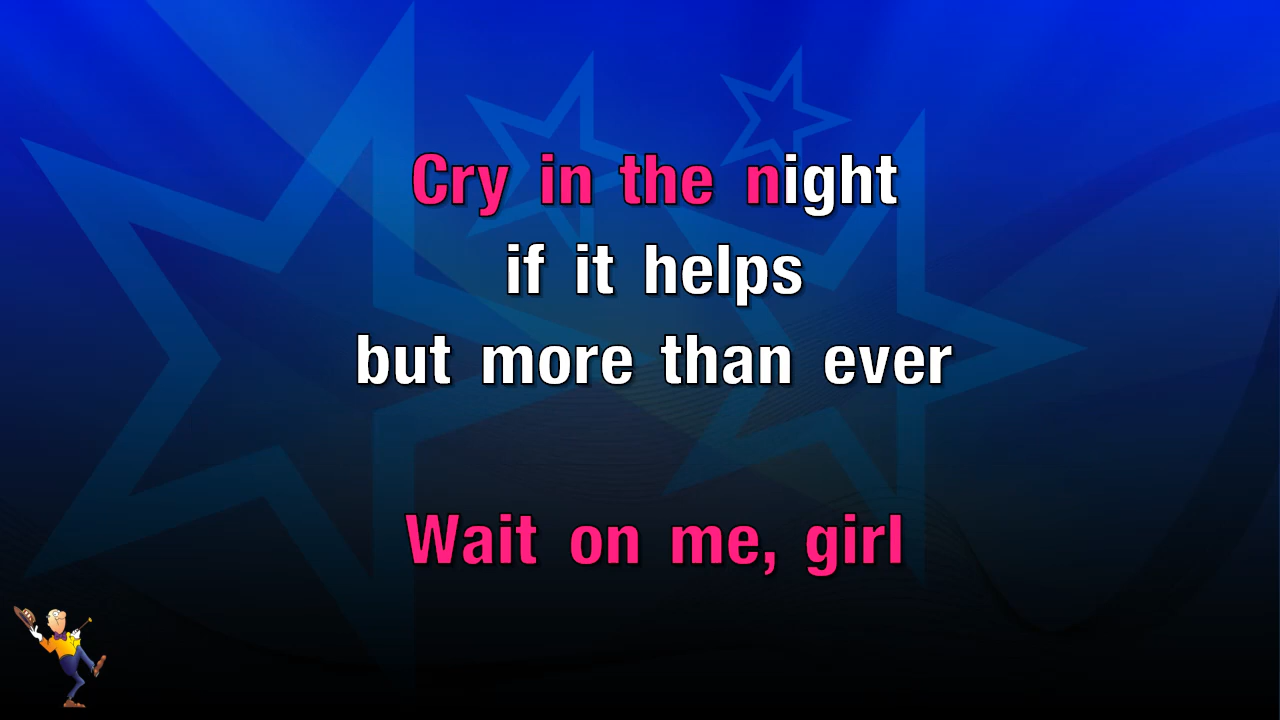 Cry in the night
if it helps
but more than ever
Wait on me, girl